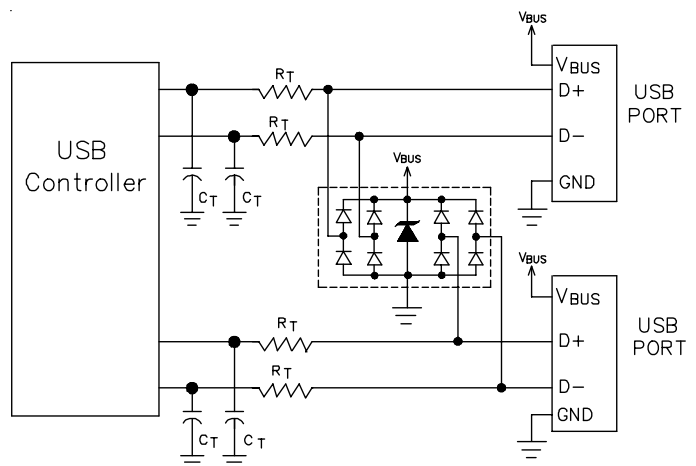 VBUS
VBUS
D+
D−
GND
USB
PORT
USB
Controller
RT
RT
CT
CT
VBUS
VBUS
VBUS
D+
D−
GND
USB
PORT
RT
RT
CT
CT